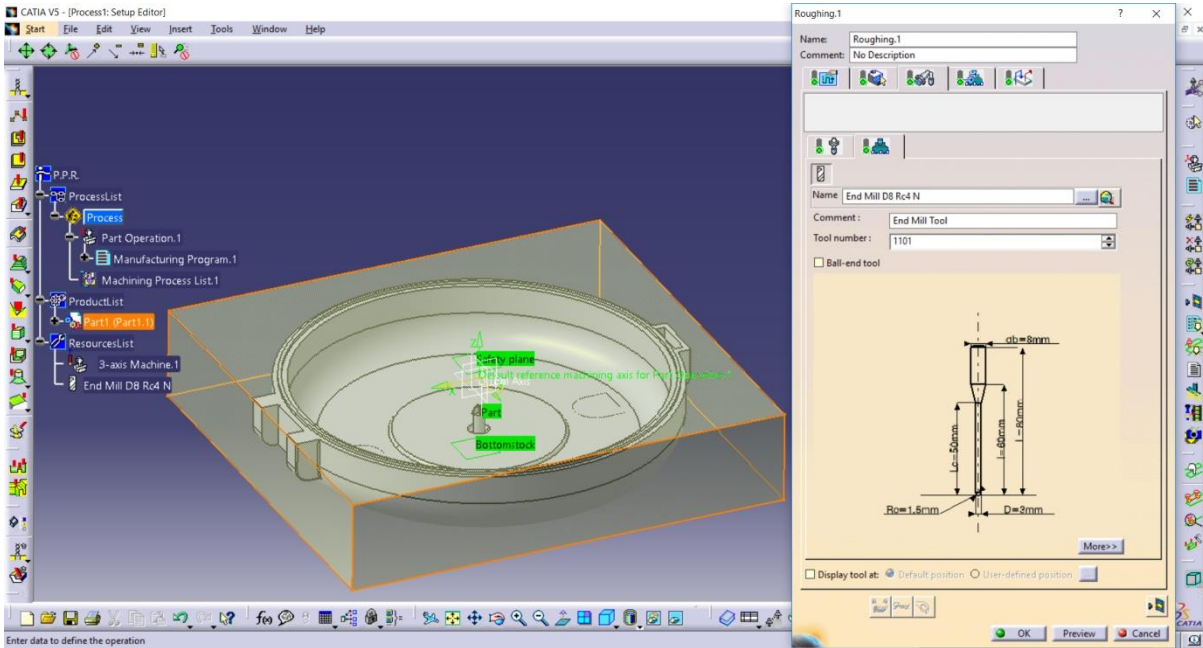 CATIA V5 - [Process1: Setup Editor]
Start File Edit View Insert Tools Window Help
P.P.R.
ProcessList
Process
Part Operation.1
Manufacturing Program.1
Machining Process List.1
ProductList
Part1 (Part1.1)
ResourcesList
3-axis Machine.1
End Mill D8 Rc4 N
Safety plane
Default reference machining axis for
Axis
z
x
Part
Bottomstock
Roughing.1
Name: Roughing.1
Comment: No Description
Name End Mill D8 Rc4 N ...
Comment : End Mill Tool
Tool number : 1101
Ball-end tool
db=8mm
Lc=50mm
l=60mm
L=80mm
Rc=1.5mm
D=3mm
More>>
Display tool at: Default position User-defined position ...
OK Preview Cancel
f(x)
CATIA
Enter data to define the operation